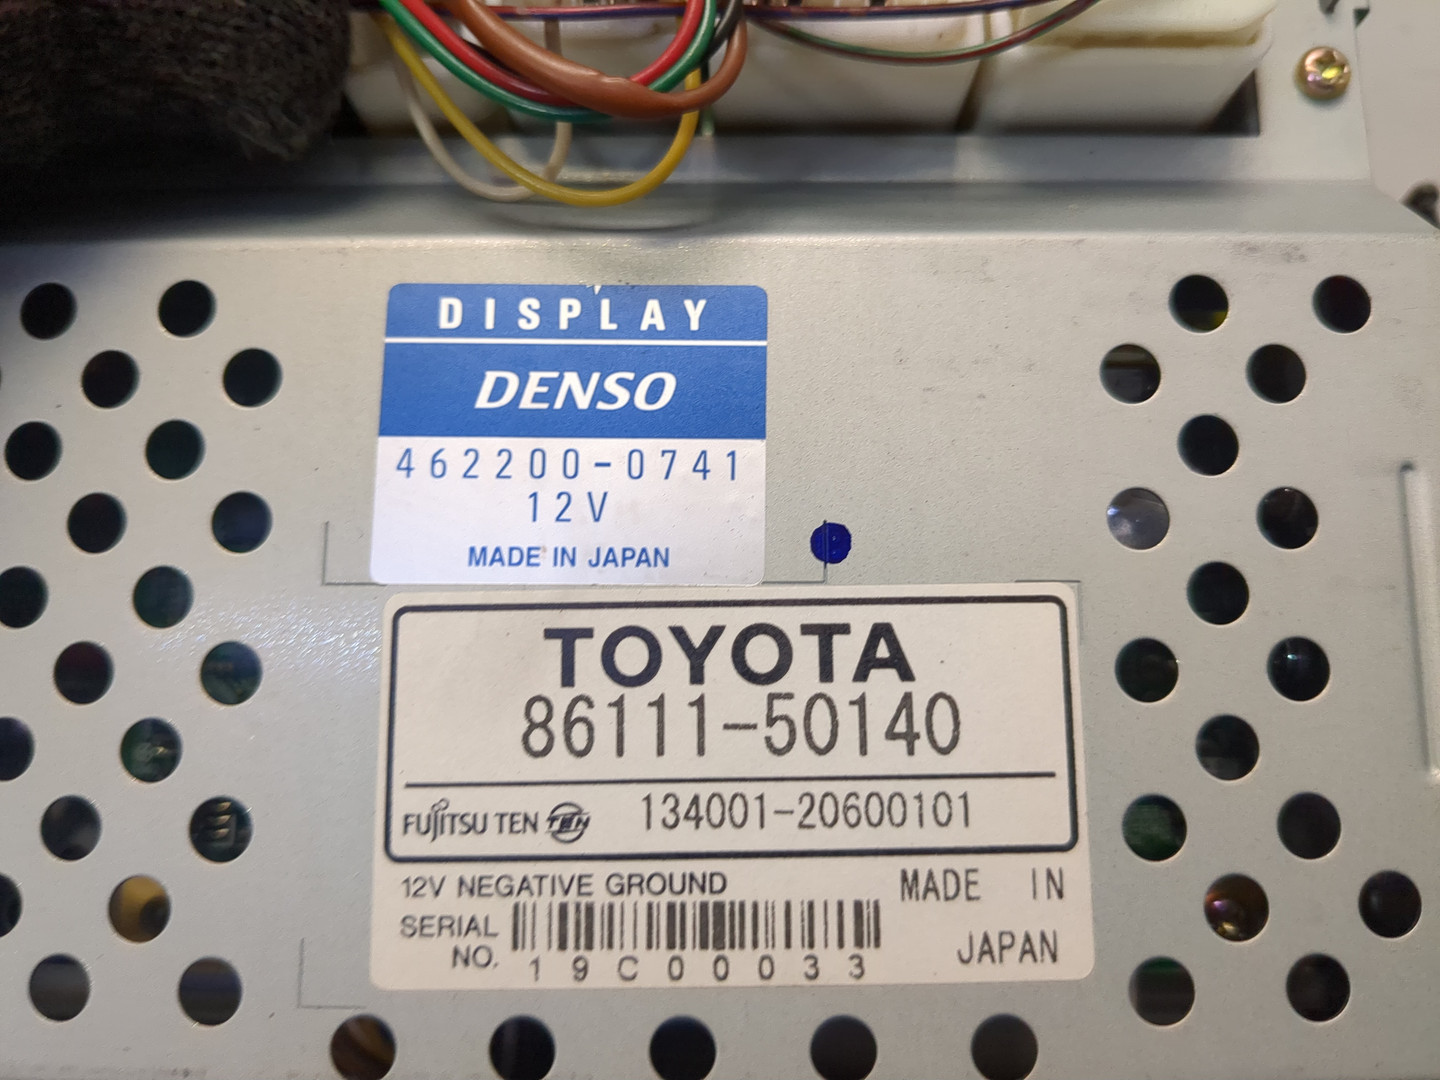 DISPLAY
DENSO
462200-0741
12V
MADE IN JAPAN
TOYOTA
86111-50140
FUJITSU TEN TEN 134001-20600101
12V NEGATIVE GROUND MADE IN
SERIAL NO. JAPAN
19C00033